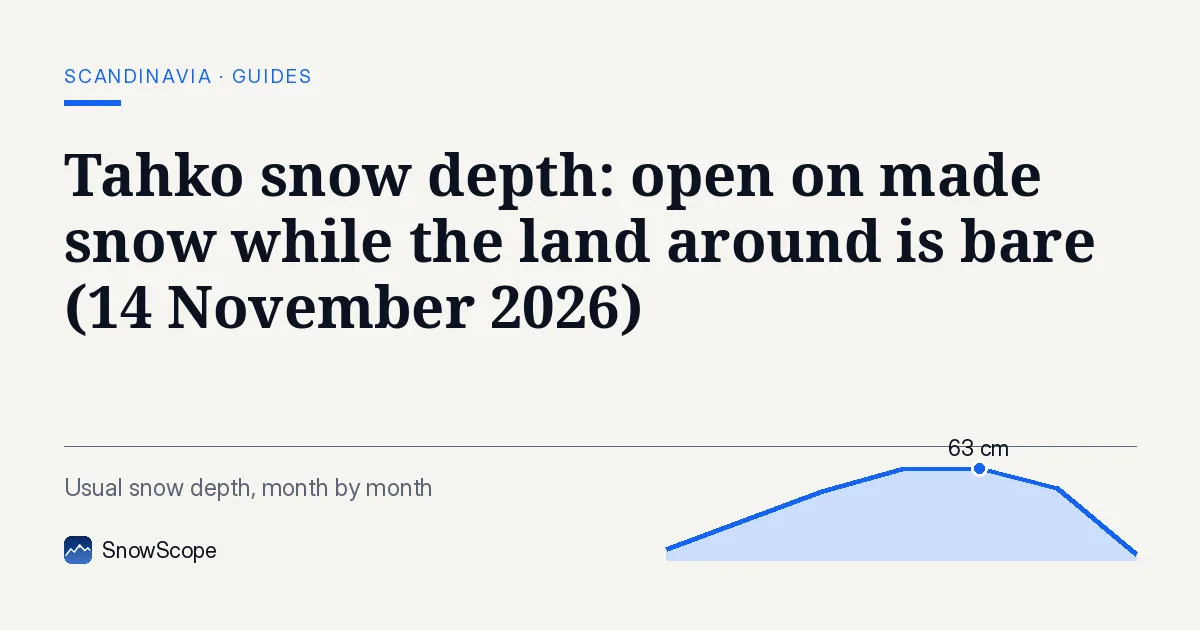 SCANDINAVIA · GUIDES
Tahko snow depth: open on made
snow while the land around is bare
(14 November 2026)
63 cm
Usual snow depth, month by month
SnowScope